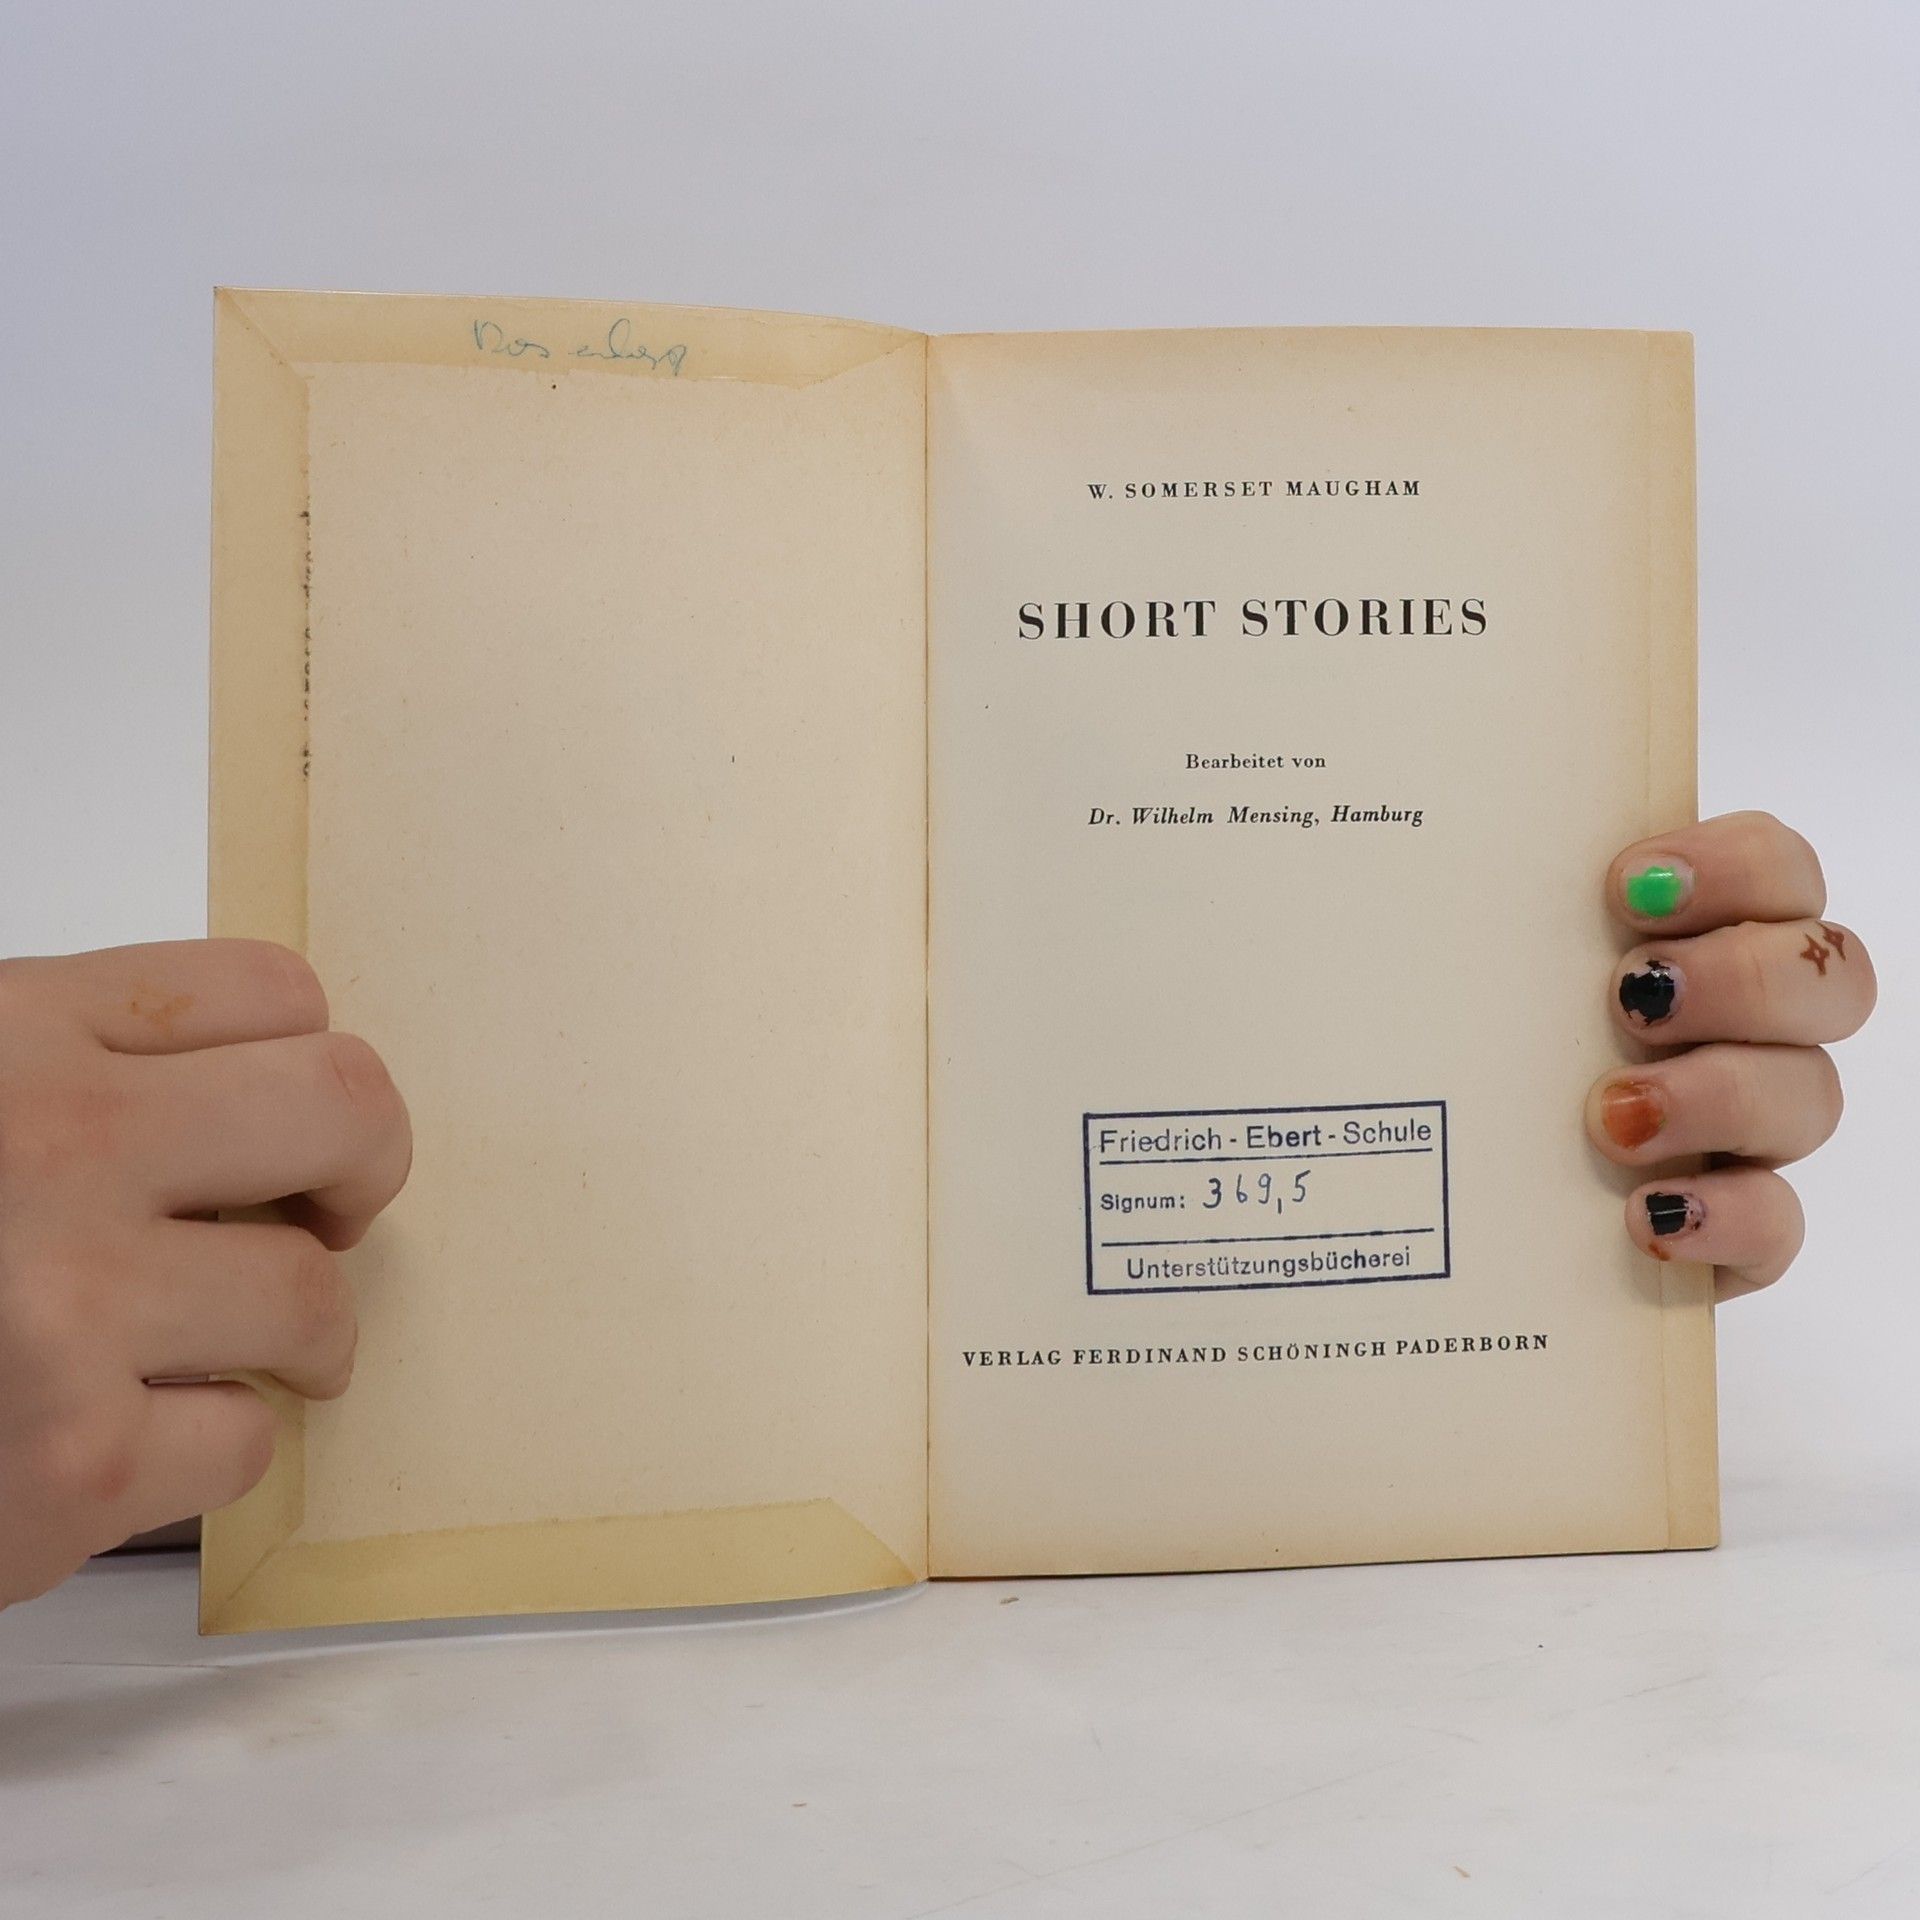 W. SOMERSET MAUGHAM
SHORT STORIES
Bearbeitet von
Dr. Wilhelm Mensing, Hamburg
Friedrich - Ebert - Schule
Signum: 369,5
Unterstützungsbücherei
VERLAG FERDINAND SCHÖNINGH PADERBORN